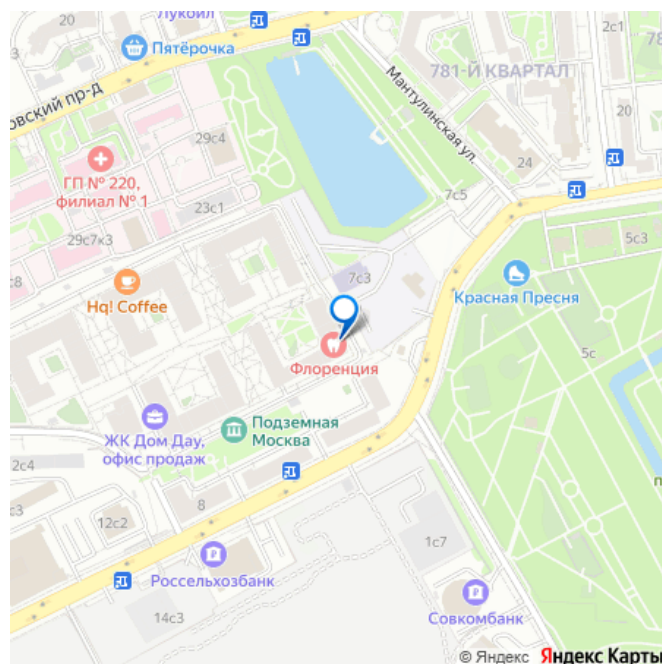 20
Лукойл
2с1
78
Пятёрочка
781-Й КВАРТАЛ
овский пр-д
Мантулинская ул.
20
29с4
24
ГП № 220,
филиал № 1
7с5
23с1
5с3
29с7к3
7с3
с8
Hq! Coffee
Красная Пресня
5с
Флоренция
ЖК Дом Дау,
офис продаж
Подземная
Москва
2с4
8
с3
12с2
1с7
Россельхозбанк
14с3
Совкомбанк
п
© Яндекс Яндекс Карты